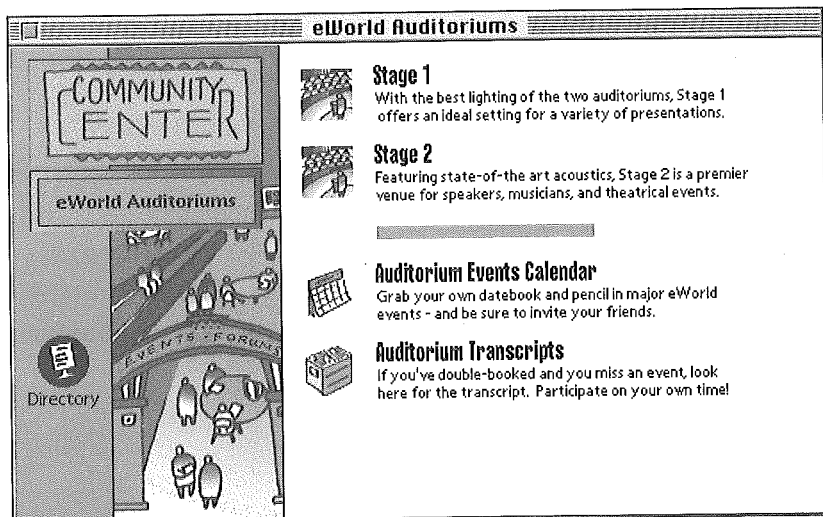 eWorld Auditoriums
COMMUNITY
CENTER
eWorld Auditoriums
EVENTS · FORUMS
Directory
Stage 1
With the best lighting of the two auditoriums, Stage 1
offers an ideal setting for a variety of presentations.
Stage 2
Featuring state-of-the art acoustics, Stage 2 is a premier
venue for speakers, musicians, and theatrical events.
Auditorium Events Calendar
Grab your own datebook and pencil in major eWorld
events - and be sure to invite your friends.
Auditorium Transcripts
If you've double-booked and you miss an event, look
here for the transcript. Participate on your own time!